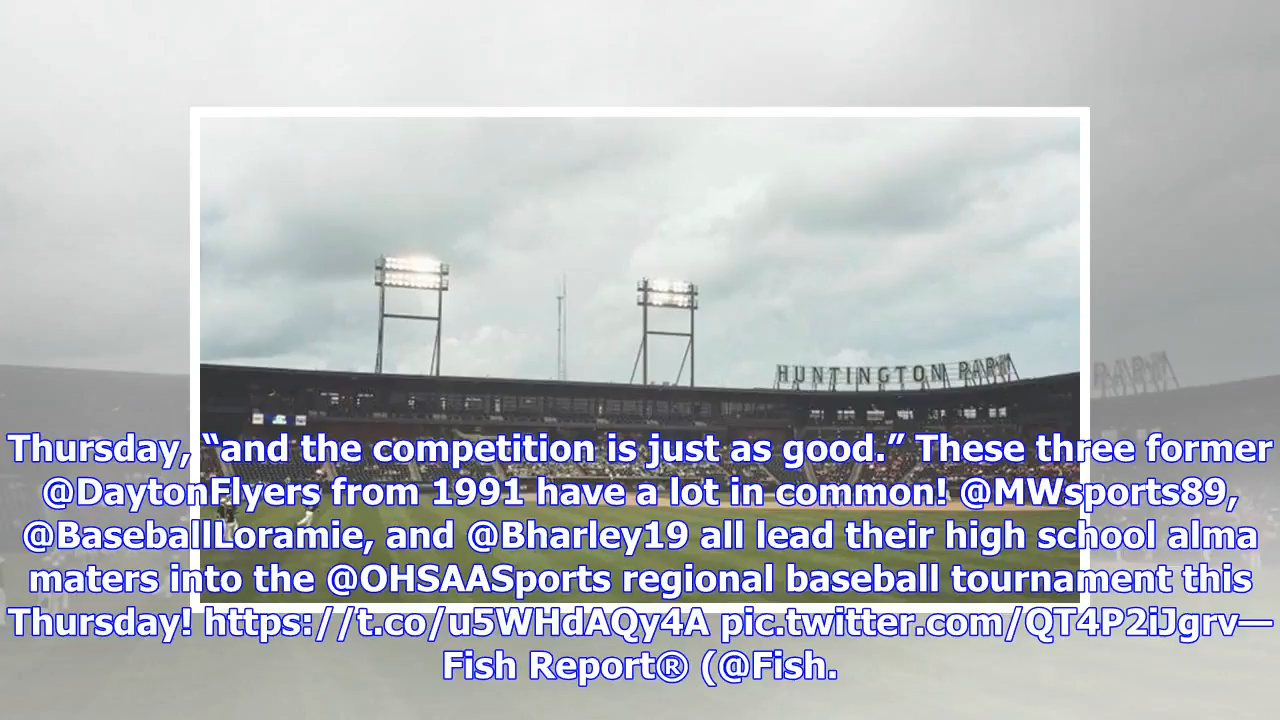 HUNTINGTON PARK
PARK
Thursday, “and the competition is just as good.” These three former
@DaytonFlyers from 1991 have a lot in common! @MWsports89,
@BaseballLoramie, and @Bharley19 all lead their high school alma
maters into the @OHSAASports regional baseball tournament this
Thursday! https://t.co/u5WHdAQy4A pic.twitter.com/QT4P2iJgrv—
Fish Report® (@Fish.